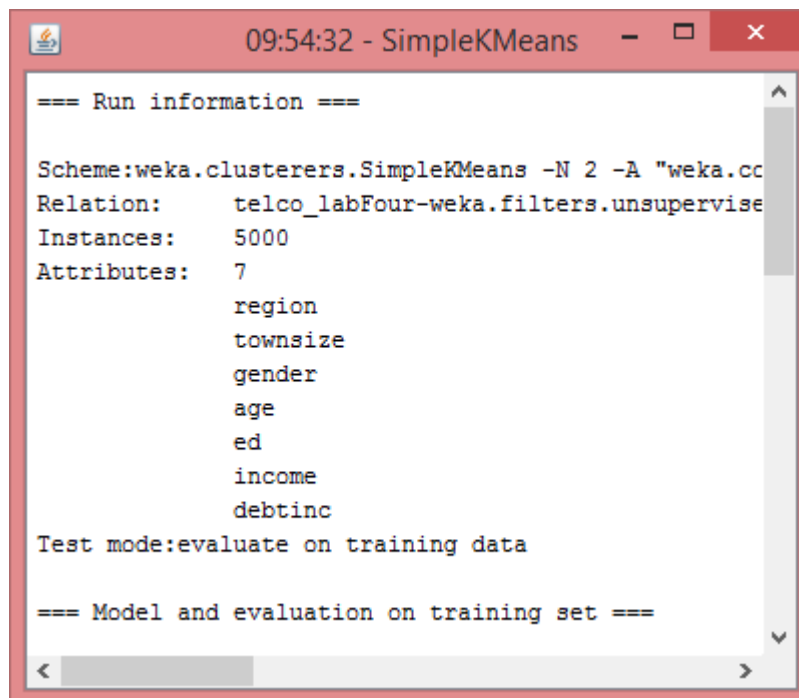 09:54:32 - SimpleKMeans
=== Run information ===
Scheme:weka.clusterers.SimpleKMeans -N 2 -A "weka.co
Relation: telco_labFour-weka.filters.unsupervise
Instances: 5000
Attributes: 7
region
townsize
gender
age
ed
income
debtinc
Test mode:evaluate on training data
=== Model and evaluation on training set ===